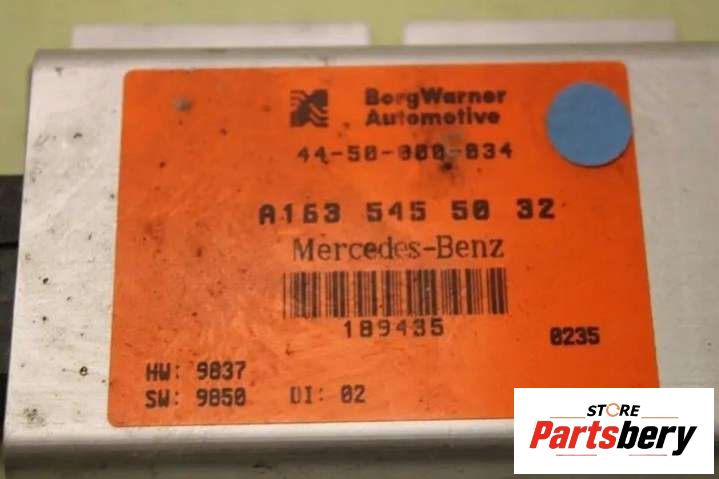 BorgWarner
Automotive
44-50-000-034
A163 545 50 32
Mercedes-Benz
189435
0235
HW: 9837
SW: 9850 DI: 02
STORE
Partsbery